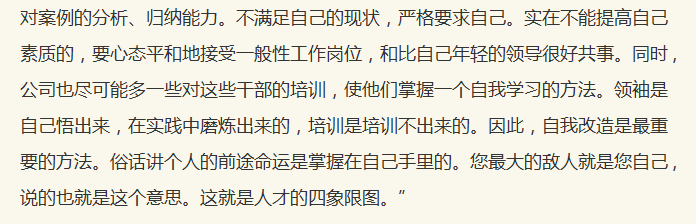 对案例的分析、归纳能力。不满足自己的现状，严格要求自己。实在不能提高自己
素质的，要心态平和地接受一般性工作岗位，和比自己年轻的领导很好共事。同时，
公司也尽可能多一些对这些干部的培训，使他们掌握一个自我学习的方法。领袖是
自己悟出来，在实践中磨炼出来的，培训是培训不出来的。因此，自我改造是最重
要的方法。俗话讲个人的前途命运是掌握在自己手里的。您最大的敌人就是您自己，
说的也就是这个意思。这就是人才的四象限图。”